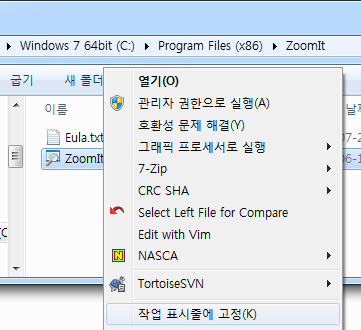 Windows 7 64bit (C:) Program Files (x86) ZoomIt
굽기 새 폴더
이름
Eula.txt
ZoomIt
열기(O)
관리자 권한으로 실행(A)
호환성 문제 해결(Y)
그래픽 프로세서로 실행
7-Zip
CRC SHA
Select Left File for Compare
Edit with Vim
NASCA
TortoiseSVN
작업 표시줄에 고정(K)